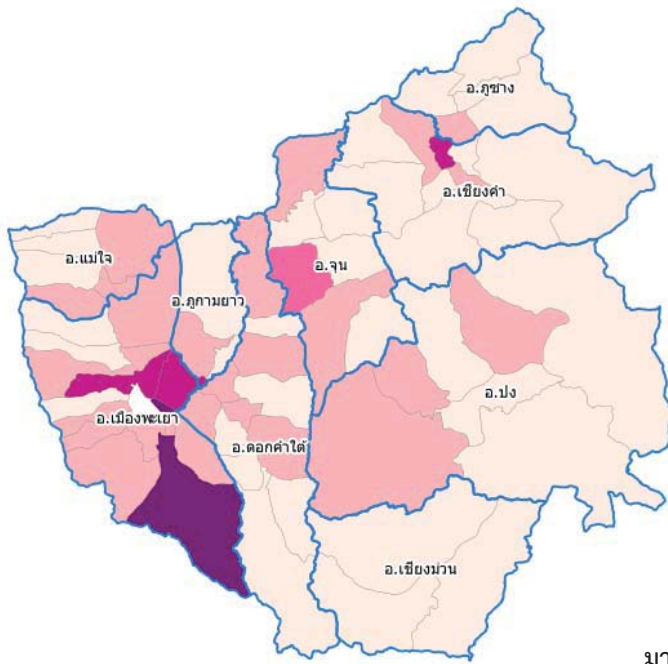 อ.ภูซาง
อ.เชียงคำ
อ.แม่ใจ
อ.จุน
อ.ภูกามยาว
อ.ปง
อ.เมืองพะเยา
อ.ดอกคำใต้
อ.เชียงม่วน